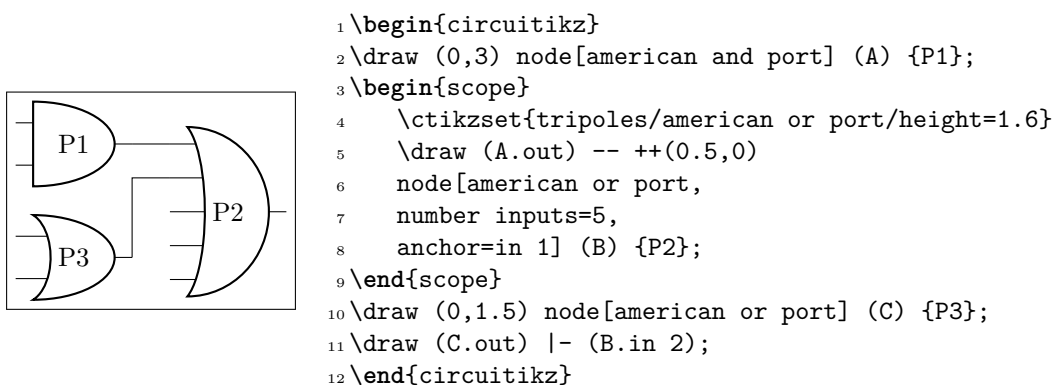 P1
P2
P3
1 \begin{circuitikz}
2 \draw (0,3) node[american and port] (A) {P1};
3 \begin{scope}
4     \ctikzset{tripoles/american or port/height=1.6}
5     \draw (A.out) -- ++(0.5,0)
6     node[american or port,
7     number inputs=5,
8     anchor=in 1] (B) {P2};
9 \end{scope}
10 \draw (0,1.5) node[american or port] (C) {P3};
11 \draw (C.out) |- (B.in 2);
12 \end{circuitikz}